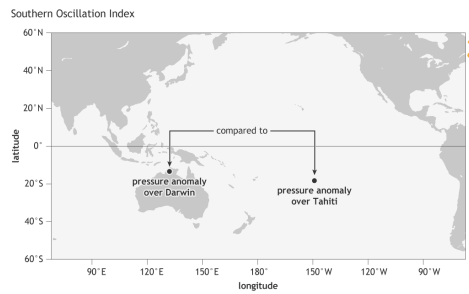 Southern Oscillation Index
60°N
40°N
20°N
0°
20°S
40°S
60°S
latitude
compared to
pressure anomaly
over Darwin
pressure anomaly
over Tahiti
90°E
120°E
150°E
180°
150°W
120°W
90°W
longitude